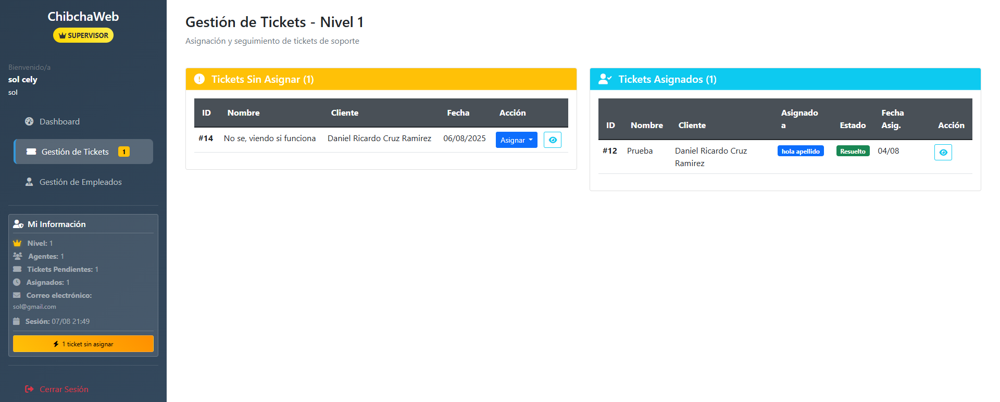 ChibchaWeb
SUPERVISOR
Bienvenido/a
sol cely
sol
Dashboard
Gestión de Tickets 1
Gestión de Empleados
Mi Información
Nivel: 1
Agentes: 1
Tickets Pendientes: 1
Asignados: 1
Correo electrónico:
sol@gmail.com
Sesión: 07/08 21:49
1 ticket sin asignar
Cerrar Sesión
Gestión de Tickets - Nivel 1
Asignación y seguimiento de tickets de soporte
Tickets Sin Asignar (1)
ID Nombre Cliente Fecha Acción
#14 No se, viendo si funciona Daniel Ricardo Cruz Ramirez 06/08/2025 Asignar
Tickets Asignados (1)
ID Nombre Cliente Asignado a Estado Fecha Asig. Acción
#12 Prueba Daniel Ricardo Cruz Ramirez hola apellido Resuelto 04/08